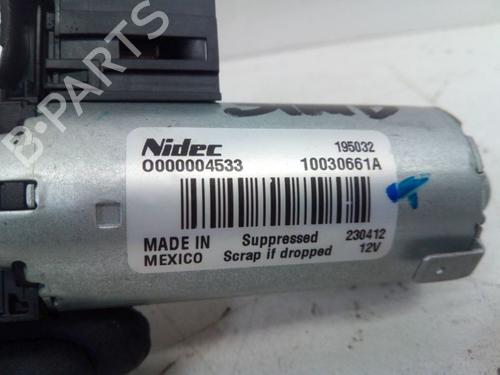 B-PARTS
Nidec 195032
O000004533 10030661A
MADE IN MEXICO
Suppressed 230412
Scrap if dropped 12V